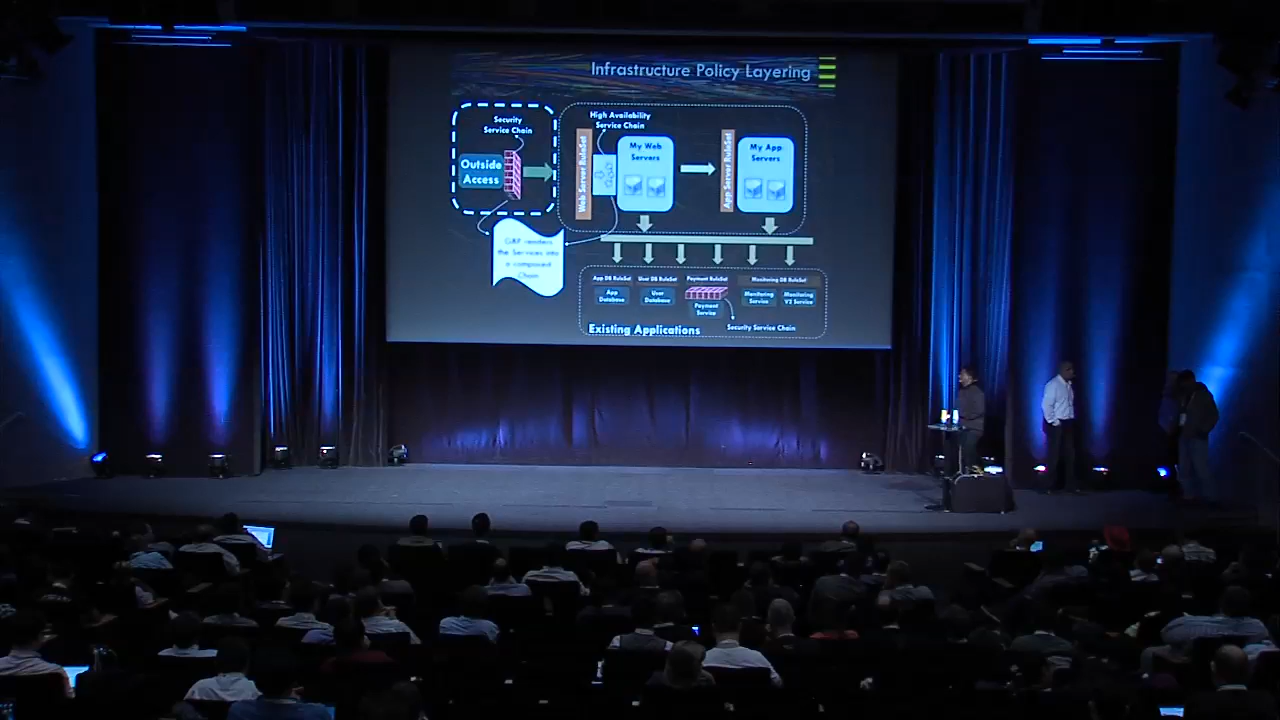 Infrastructure Policy Layering
Security
Service Chain
Outside
Access
High Availability
Service Chain
Web Server RuleSet
My Web
Servers
App Server RuleSet
My App
Servers
GBP renders
the Services into
a composed
Chain
App DB RuleSet
User DB RuleSet
Payment RuleSet
Monitoring DB RuleSet
App
Database
User
Database
Payment
Service
Monitoring
Service
Monitoring
V2 Service
Existing Applications
Security Service Chain